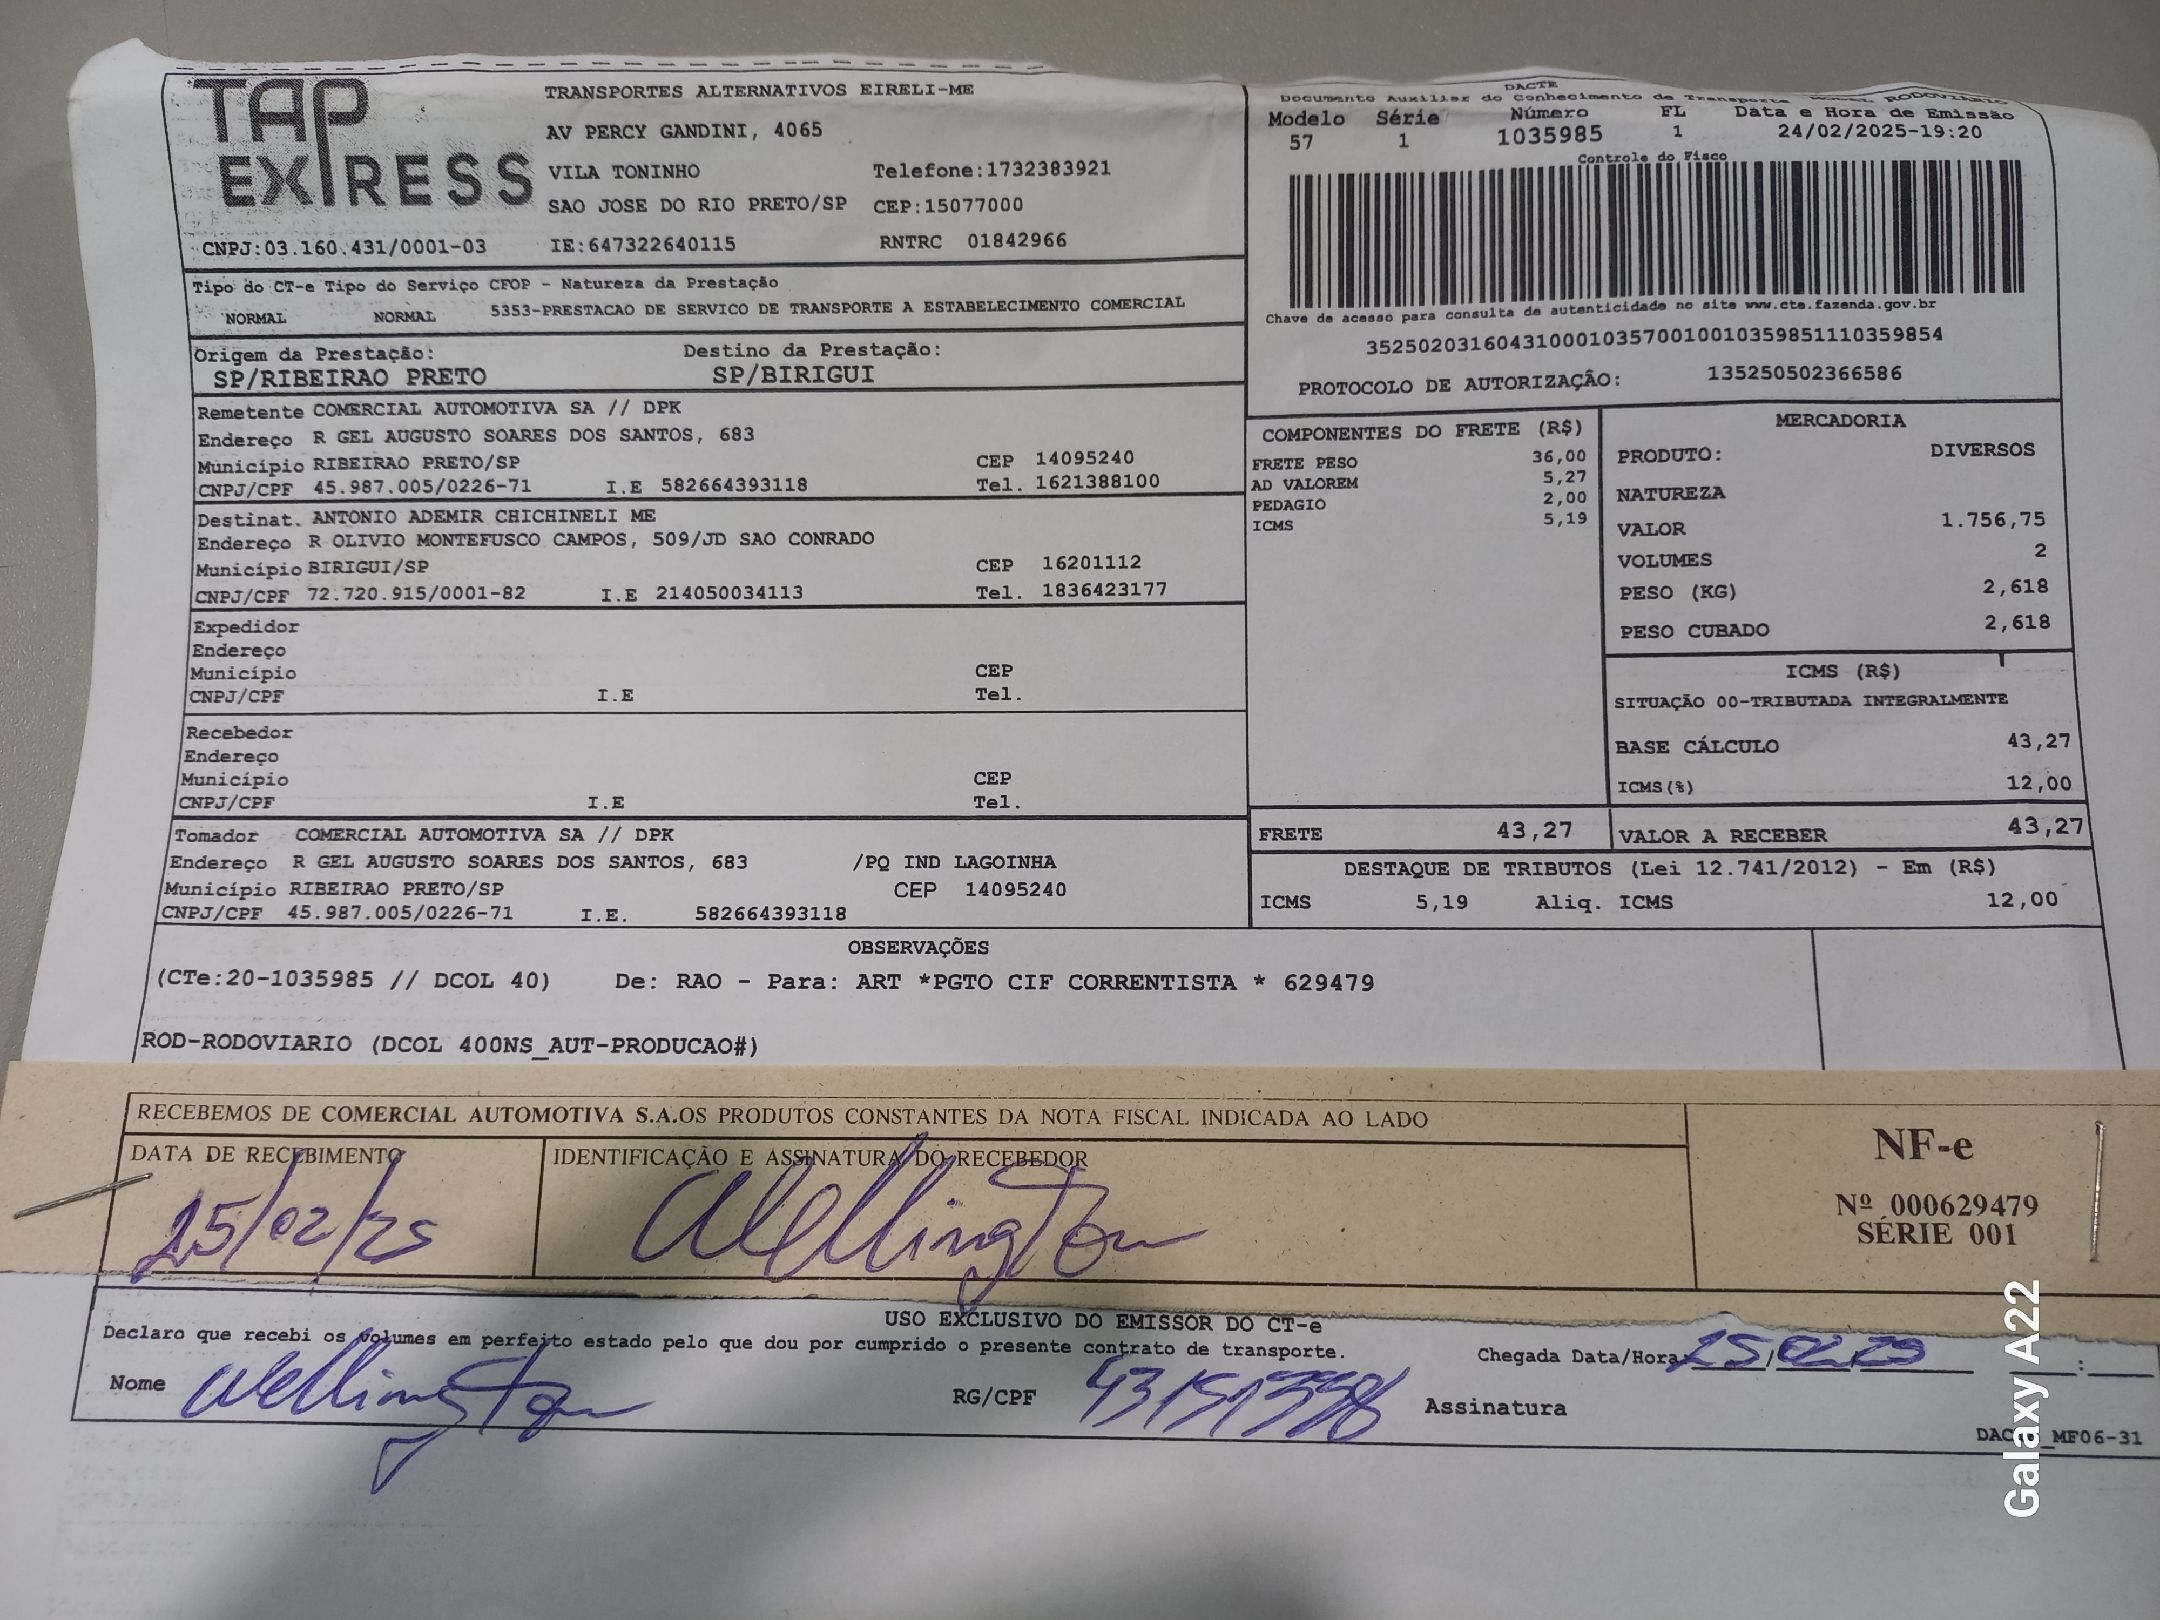 TAP EXPRESS
TRANSPORTES ALTERNATIVOS EIRELI-ME
AV PERCY GANDINI, 4065
VILA TONINHO Telefone:1732383921
SAO JOSE DO RIO PRETO/SP CEP:15077000
CNPJ:03.160.431/0001-03 IE:647322640115 RNTRC 01842966
DACTE
Documento Auxiliar do Conhecimento de Transporte MODAL RODOVIÁRIO
Modelo Série Número FL Data e Hora de Emissão
57 1 1035985 1 24/02/2025-19:20
Controle do Fisco
Chave de acesso para consulta de autenticidade no site www.cte.fazenda.gov.br
35250203160431000103570010010359851110359854
PROTOCOLO DE AUTORIZAÇÃO: 135250502366586
Tipo do CT-e Tipo do Serviço CFOP - Natureza da Prestação
NORMAL NORMAL 5353-PRESTACAO DE SERVICO DE TRANSPORTE A ESTABELECIMENTO COMERCIAL
Origem da Prestação: Destino da Prestação:
SP/RIBEIRAO PRETO SP/BIRIGUI
Remetente COMERCIAL AUTOMOTIVA SA // DPK
Endereço R GEL AUGUSTO SOARES DOS SANTOS, 683
Município RIBEIRAO PRETO/SP CEP 14095240
CNPJ/CPF 45.987.005/0226-71 I.E 582664393118 Tel. 1621388100
Destinat. ANTONIO ADEMIR CHICHINELI ME
Endereço R OLIVIO MONTEFUSCO CAMPOS, 509/JD SAO CONRADO
Município BIRIGUI/SP CEP 16201112
CNPJ/CPF 72.720.915/0001-82 I.E 214050034113 Tel. 1836423177
Expedidor
Endereço
Município CEP
CNPJ/CPF I.E Tel.
Recebedor
Endereço
Município CEP
CNPJ/CPF I.E Tel.
Tomador COMERCIAL AUTOMOTIVA SA // DPK
Endereço R GEL AUGUSTO SOARES DOS SANTOS, 683 /PQ IND LAGOINHA
Município RIBEIRAO PRETO/SP CEP 14095240
CNPJ/CPF 45.987.005/0226-71 I.E. 582664393118
COMPONENTES DO FRETE (R$)
FRETE PESO 36,00
AD VALOREM 5,27
PEDAGIO 2,00
ICMS 5,19
MERCADORIA
PRODUTO: DIVERSOS
NATUREZA
VALOR 1.756,75
VOLUMES 2
PESO (KG) 2,618
PESO CUBADO 2,618
ICMS (R$)
SITUAÇÃO 00-TRIBUTADA INTEGRALMENTE
BASE CÁLCULO 43,27
ICMS(%) 12,00
FRETE 43,27 VALOR A RECEBER 43,27
DESTAQUE DE TRIBUTOS (Lei 12.741/2012) - Em (R$)
ICMS 5,19 Aliq. ICMS 12,00
OBSERVAÇÕES
(CTe:20-1035985 // DCOL 40) De: RAO - Para: ART *PGTO CIF CORRENTISTA * 629479
ROD-RODOVIARIO (DCOL 400NS_AUT-PRODUCAO#)
RECEBEMOS DE COMERCIAL AUTOMOTIVA S.A.OS PRODUTOS CONSTANTES DA NOTA FISCAL INDICADA AO LADO
DATA DE RECEBIMENTO IDENTIFICAÇÃO E ASSINATURA DO RECEBEDOR
25/02/25 Wellington
NF-e
Nº 000629479
SÉRIE 001
USO EXCLUSIVO DO EMISSOR DO CT-e
Declaro que recebi os volumes em perfeito estado pelo que dou por cumprido o presente contrato de transporte.
Chegada Data/Hora 25/02/25 :
Nome Wellington RG/CPF Assinatura
MF06-31
Galaxy A22